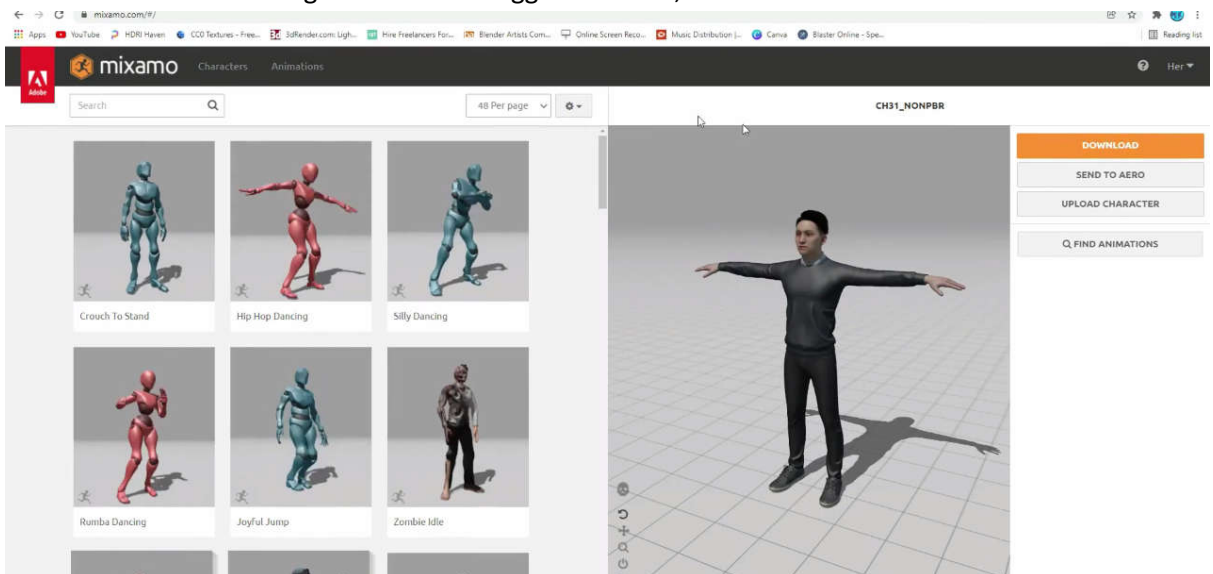 mixamo.com/#/
Apps YouTube HDRI Haven CC0 Textures - Free... 3dRender.com: Ligh... Hire Freelancers For... Blender Artists Com... Online Screen Reco... Music Distribution |... Canva Blaster Online - Spe... Reading list
Adobe mixamo Characters Animations Her
Search 48 Per page CH31_NONPBR
DOWNLOAD
SEND TO AERO
UPLOAD CHARACTER
FIND ANIMATIONS
Crouch To Stand Hip Hop Dancing Silly Dancing
Rumba Dancing Joyful Jump Zombie Idle